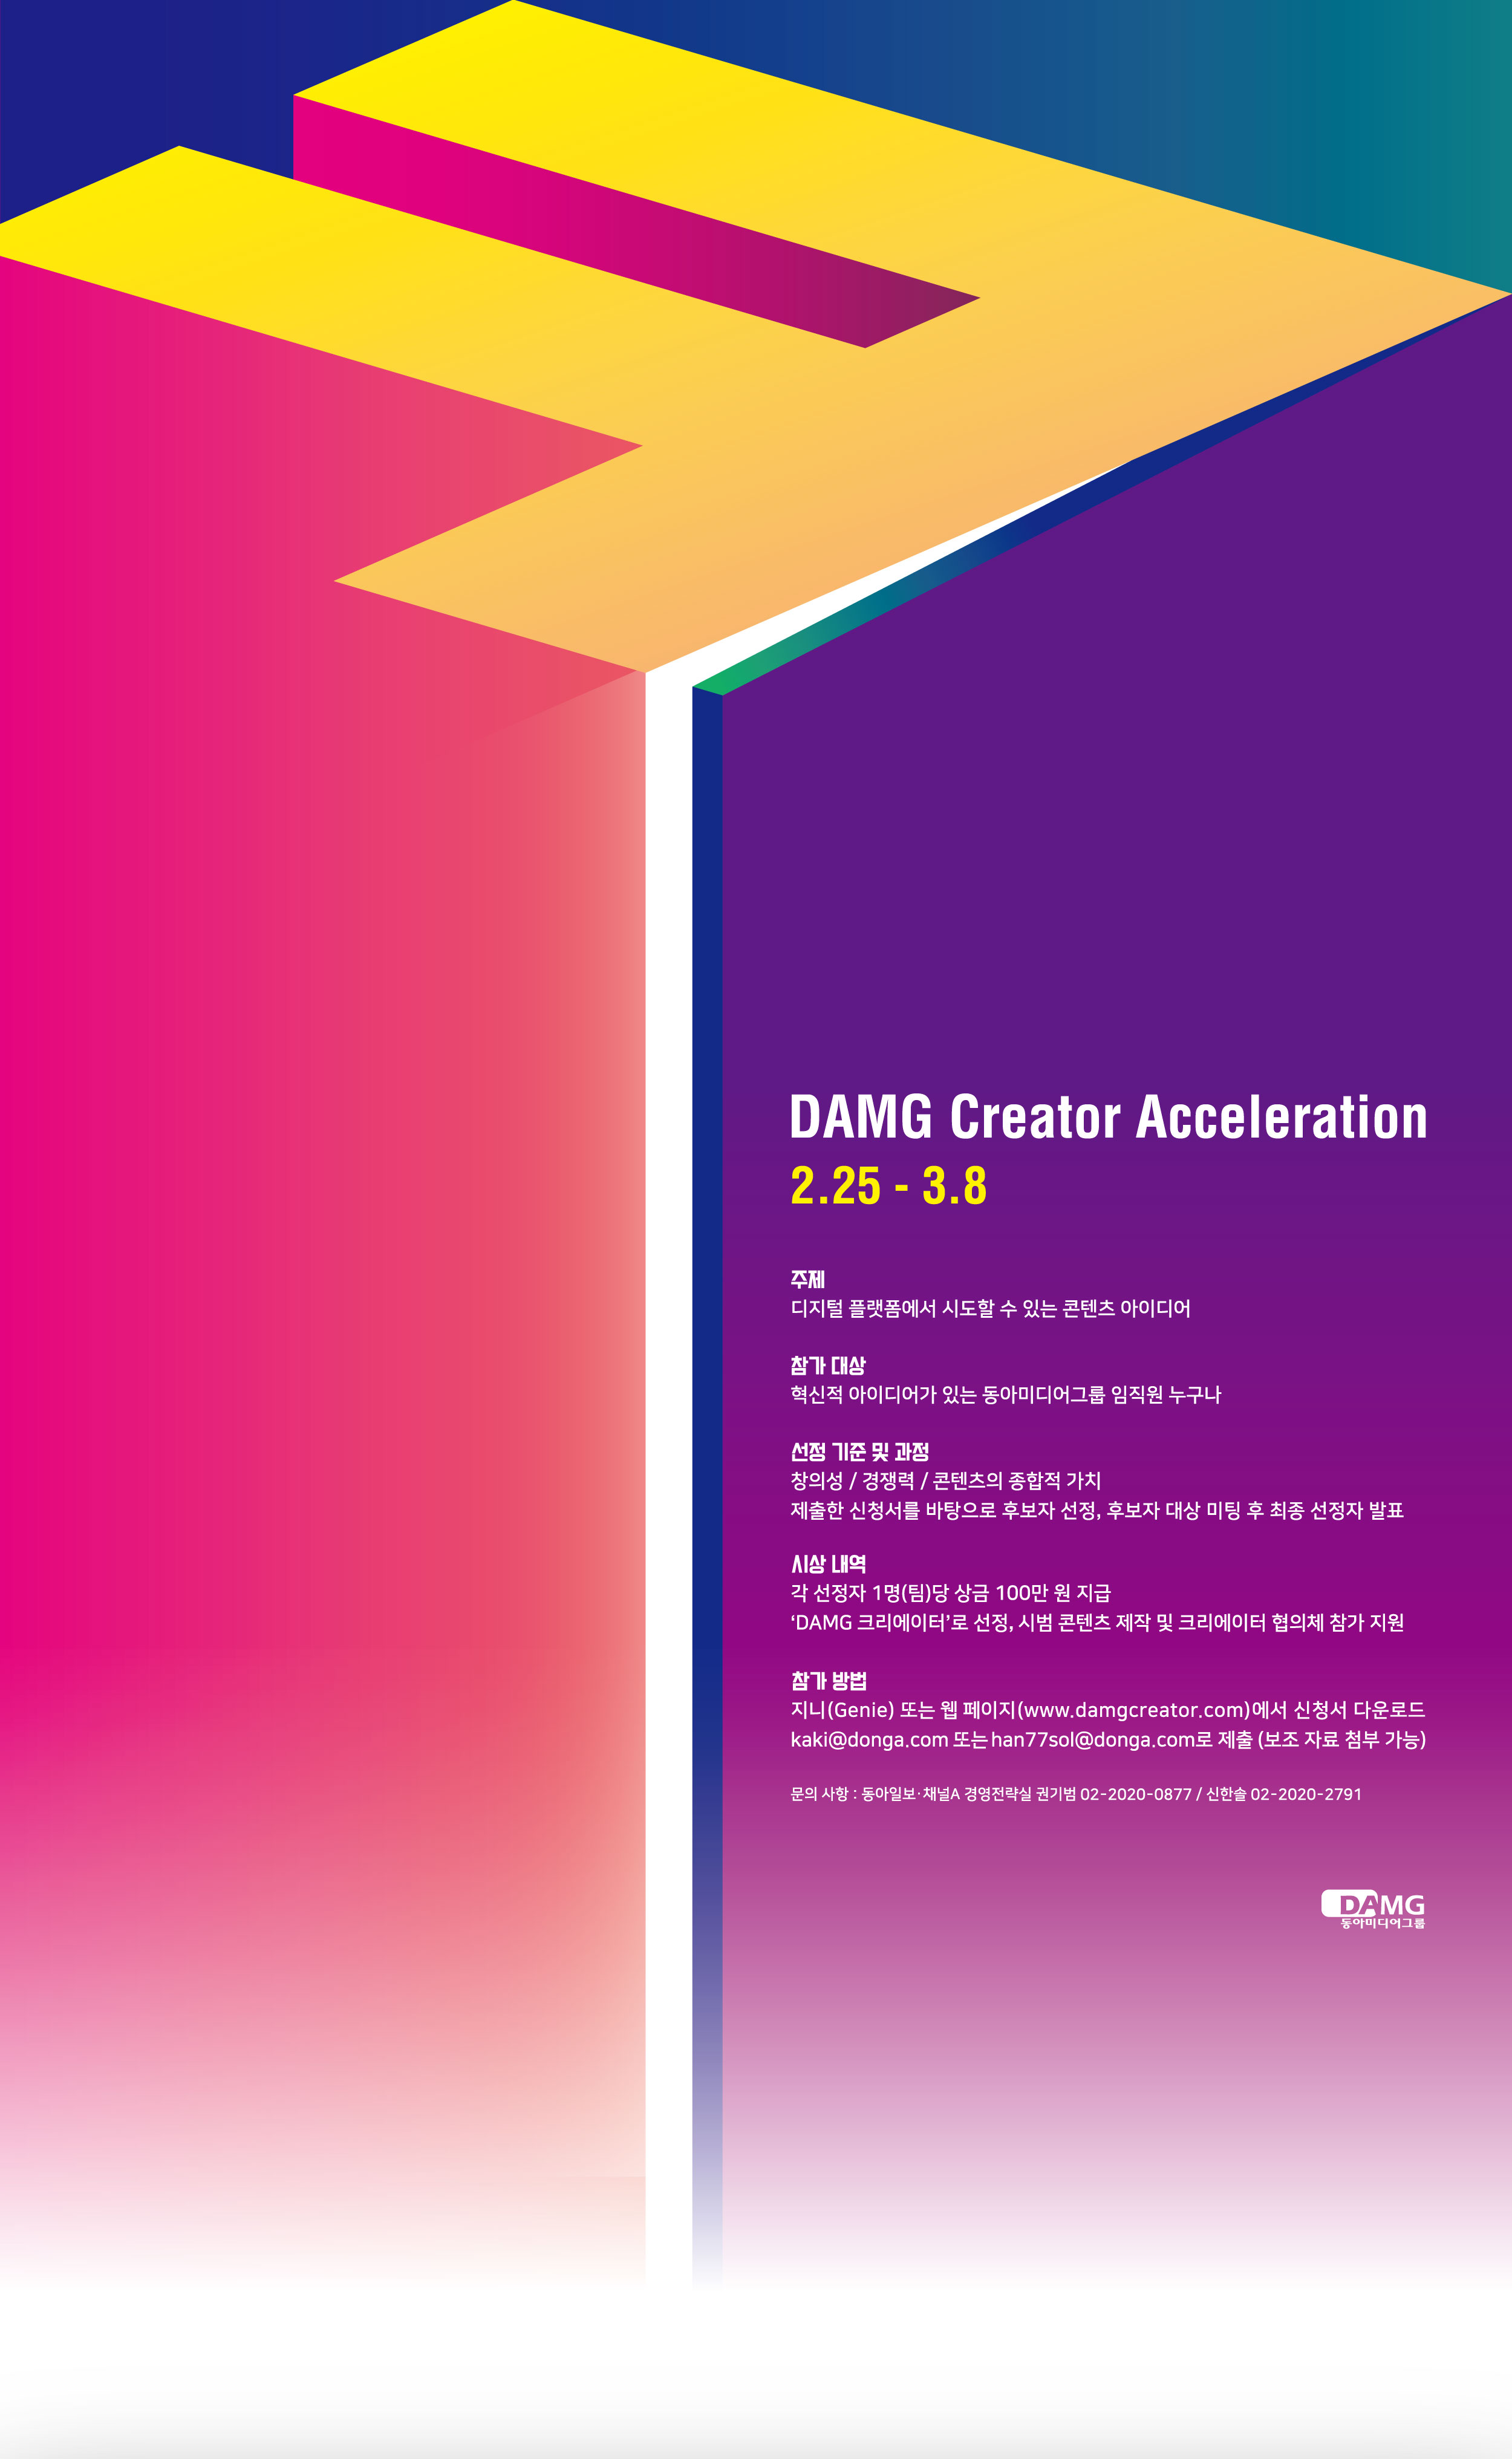 DAMG Creator Acceleration
2.25 - 3.8
주제
디지털 플랫폼에서 시도할 수 있는 콘텐츠 아이디어
참가 대상
혁신적 아이디어가 있는 동아미디어그룹 임직원 누구나
선정 기준 및 과정
창의성 / 경쟁력 / 콘텐츠의 종합적 가치
제출한 신청서를 바탕으로 후보자 선정, 후보자 대상 미팅 후 최종 선정자 발표
시상 내역
각 선정자 1명(팀)당 상금 100만 원 지급
‘DAMG 크리에이터’로 선정, 시범 콘텐츠 제작 및 크리에이터 협의체 참가 지원
참가 방법
지니(Genie) 또는 웹 페이지(www.damgcreator.com)에서 신청서 다운로드
kaki@donga.com 또는 han77sol@donga.com로 제출 (보조 자료 첨부 가능)
문의 사항 : 동아일보·채널A 경영전략실 권기범 02-2020-0877 / 신한솔 02-2020-2791
DAMG
동아미디어그룹